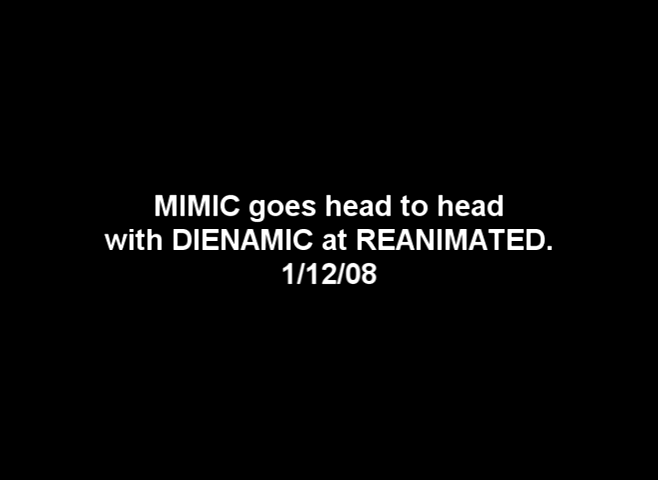 MIMIC goes head to head
with DIENAMIC at REANIMATED.
1/12/08